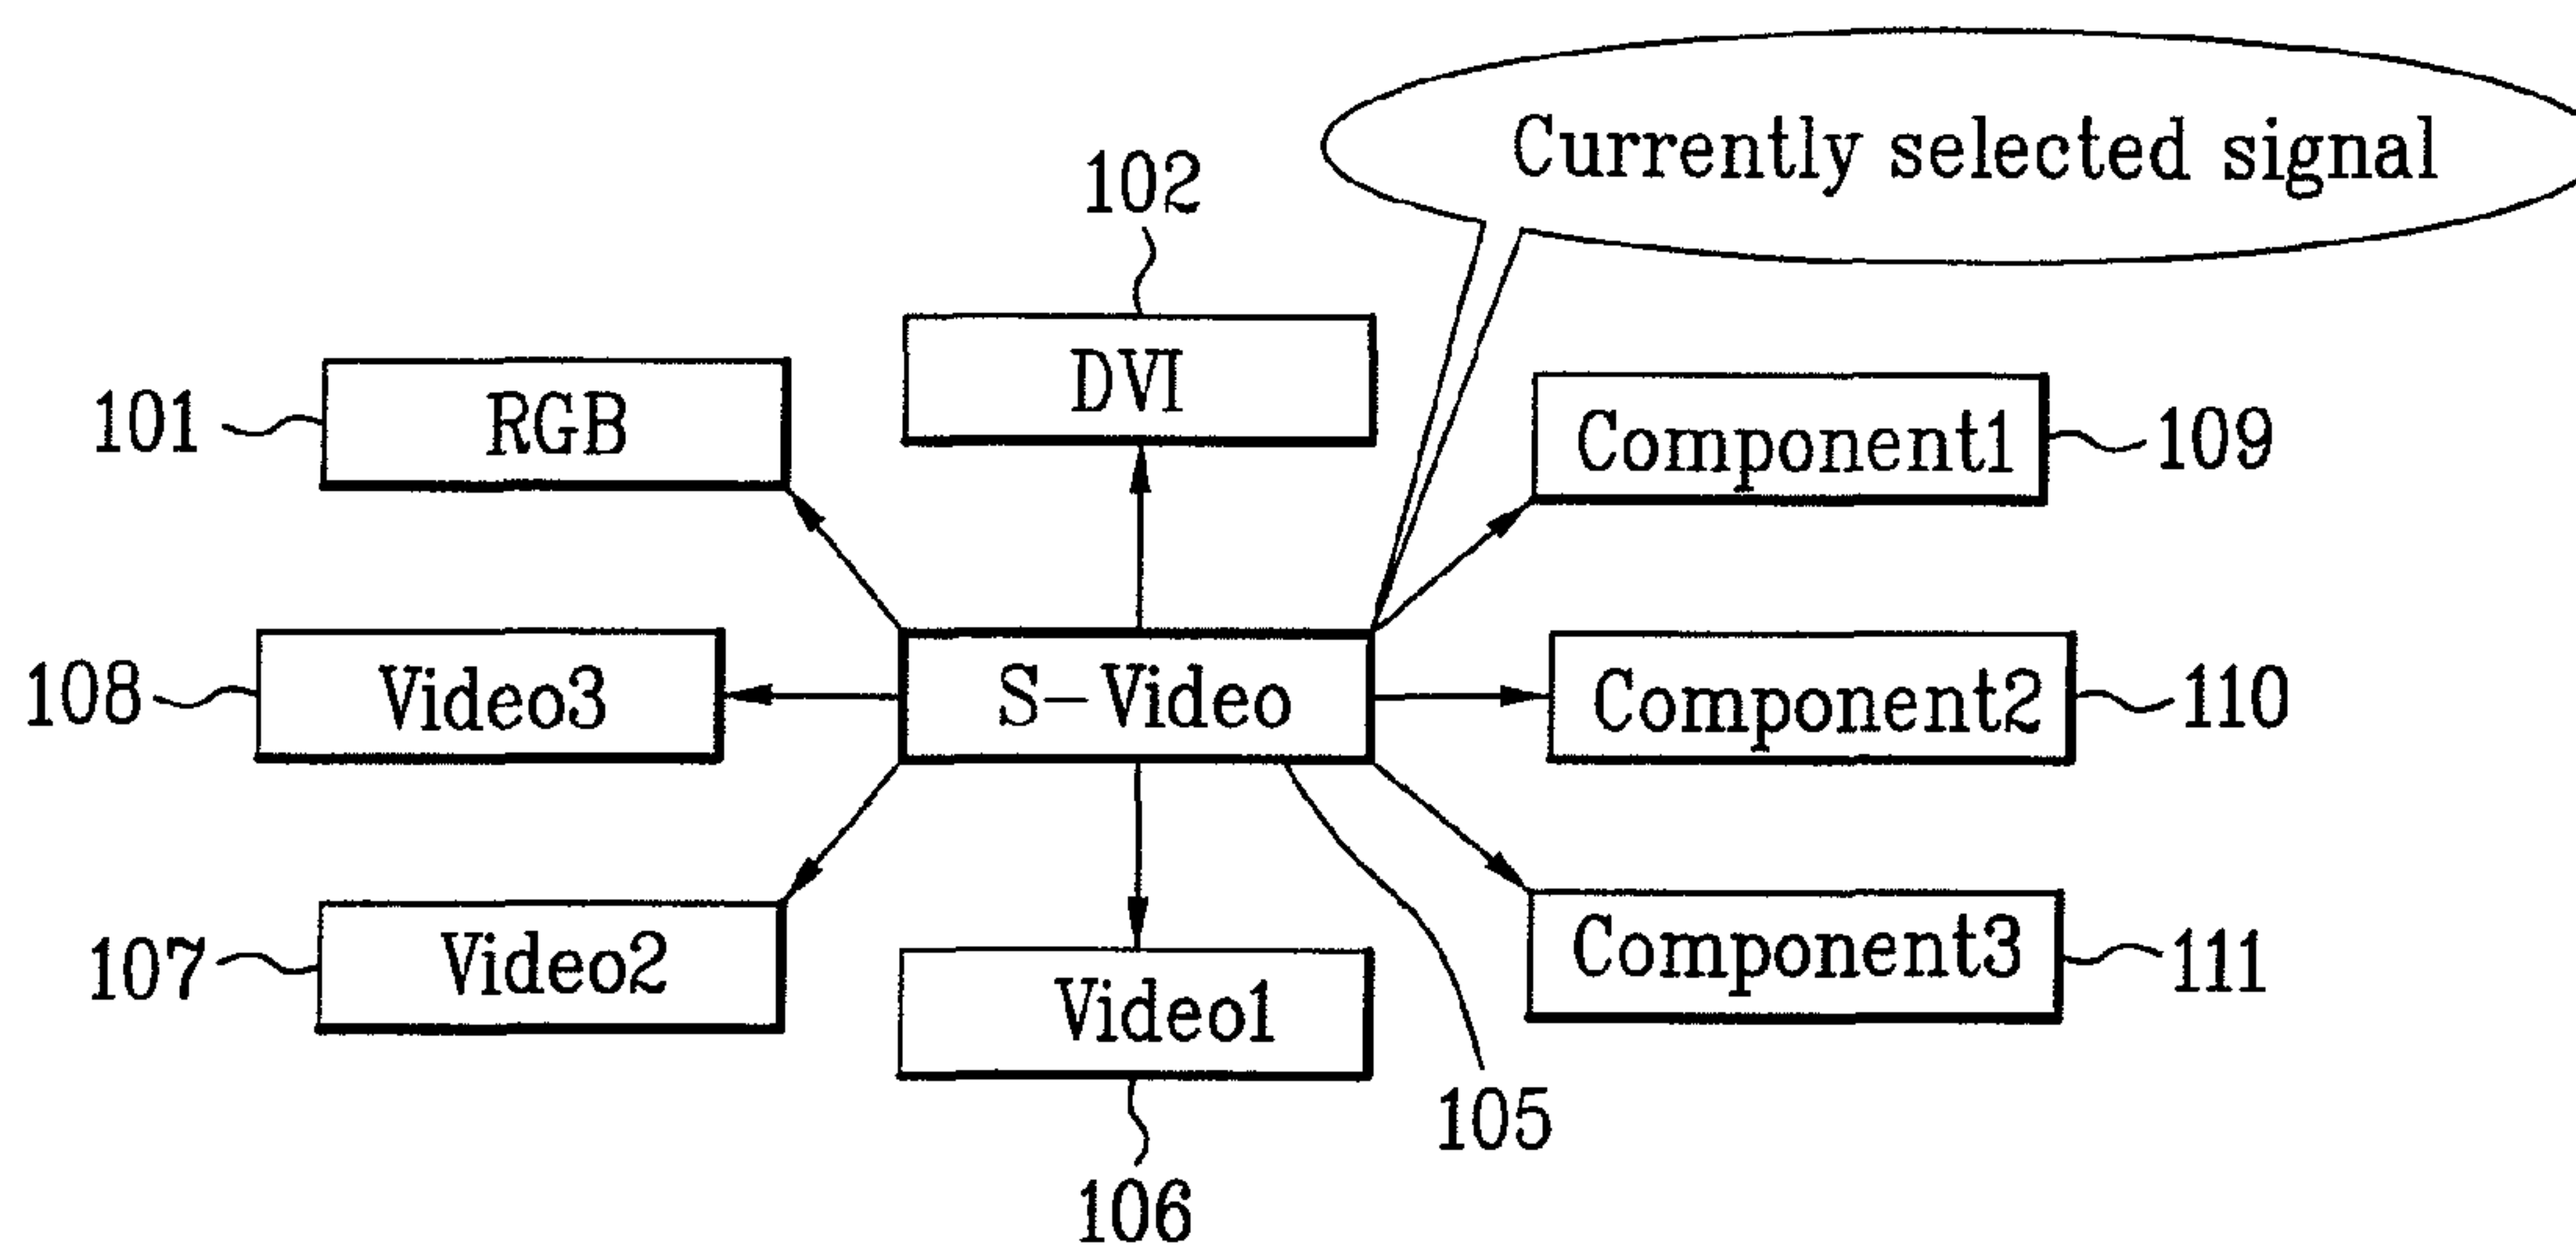 Currently selected signal
102
DVI
101
RGB
Component1
109
108
Video3
S-Video
Component2
110
107
Video2
Component3
111
Video1
105
106